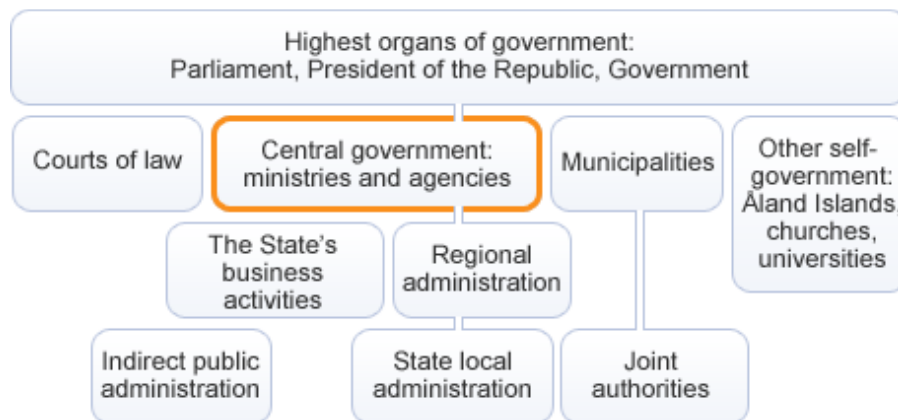 Highest organs of government:
Parliament, President of the Republic, Government
Courts of law
Central government:
ministries and agencies
Municipalities
Other self-
government:
Åland Islands,
churches,
universities
The State’s
business
activities
Regional
administration
Indirect public
administration
State local
administration
Joint
authorities